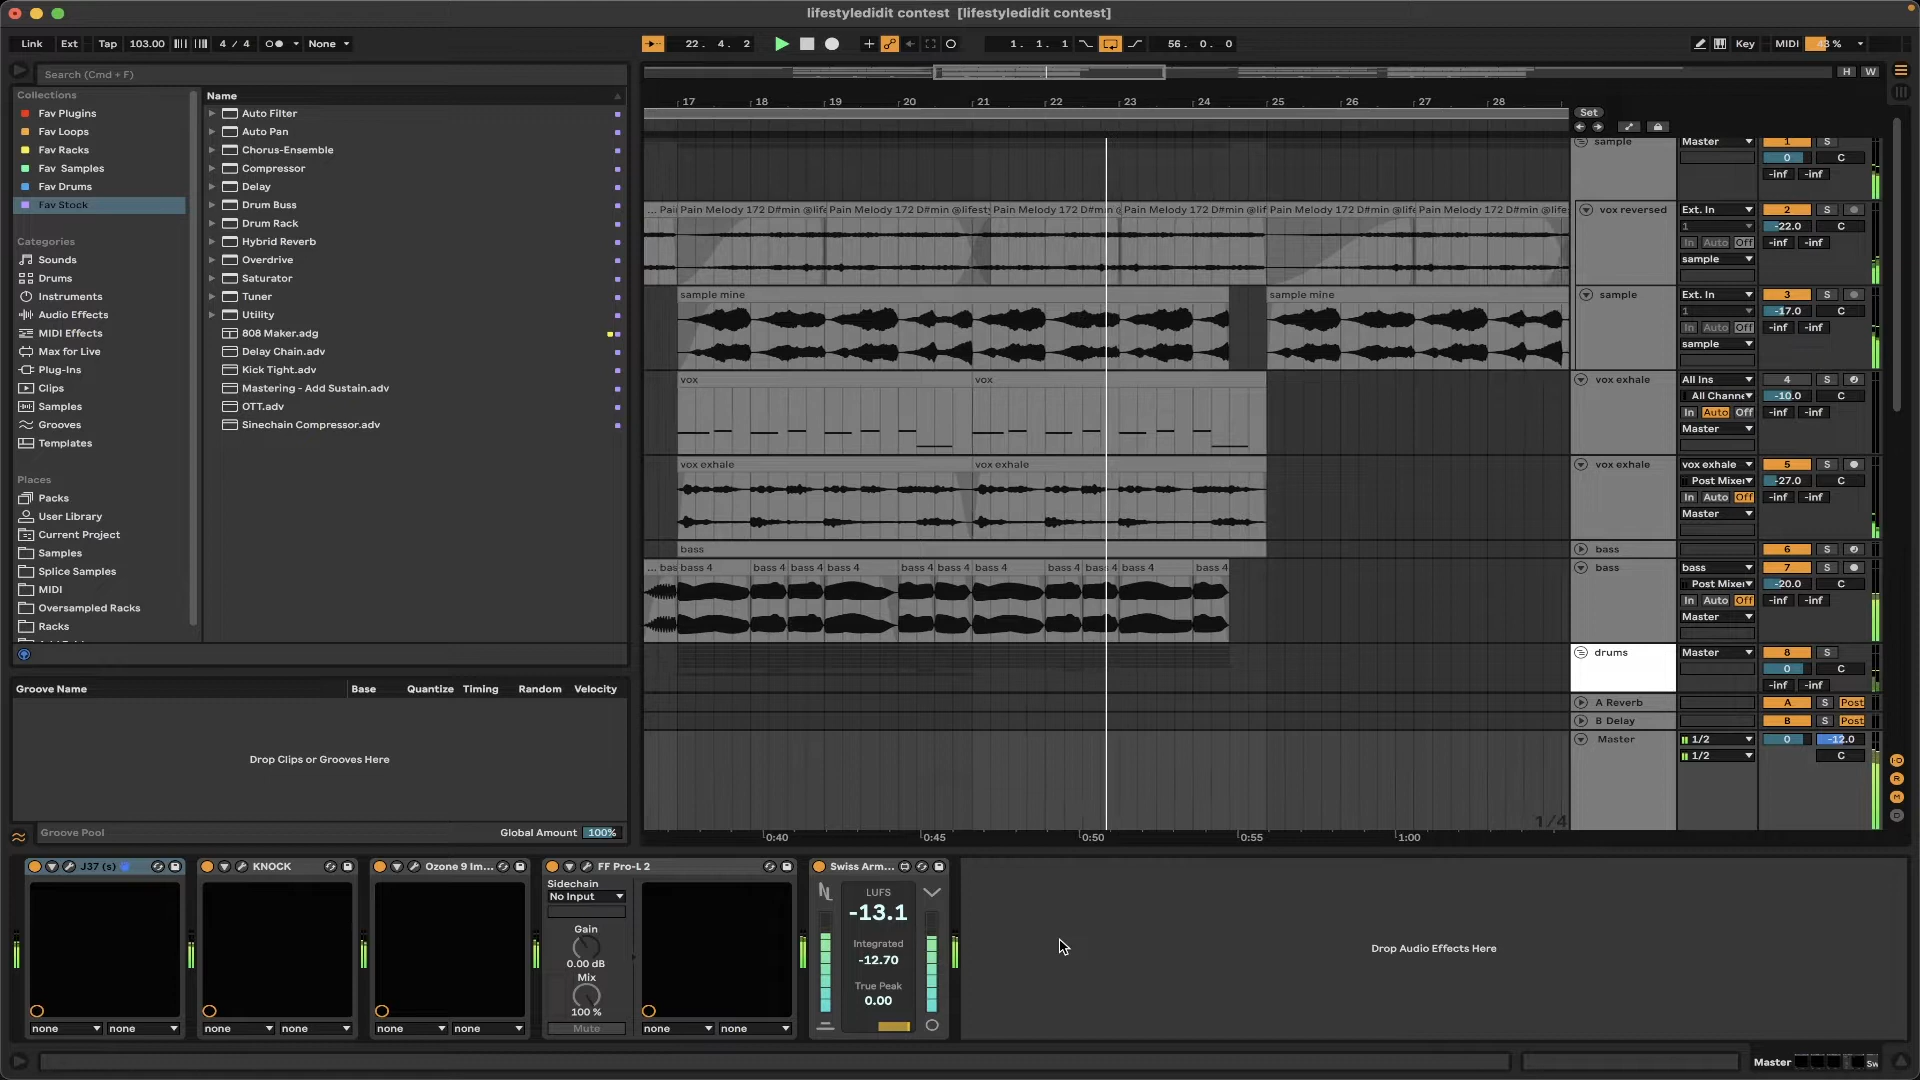 lifestyledidit contest [lifestyledidit contest]
Link Ext Tap 103.00 4 / 4 None
22. 4. 2
1. 1. 1
56. 0. 0
Key MIDI 43 %
Search (Cmd + F)
H W
Collections
Fav Plugins
Fav Loops
Fav Racks
Fav Samples
Fav Drums
Fav Stock
Categories
Sounds
Drums
Instruments
Audio Effects
MIDI Effects
Max for Live
Plug-Ins
Clips
Samples
Grooves
Templates
Places
Packs
User Library
Current Project
Samples
Splice Samples
MIDI
Oversampled Racks
Racks
Name
Auto Filter
Auto Pan
Chorus-Ensemble
Compressor
Delay
Drum Buss
Drum Rack
Hybrid Reverb
Overdrive
Saturator
Tuner
Utility
808 Maker.adg
Delay Chain.adv
Kick Tight.adv
Mastering - Add Sustain.adv
OTT.adv
Sinechain Compressor.adv
17 18 19 20 21 22 23 24 25 26 27 28
Set
sample Master 1 S
0 C
-inf -inf
... Pai Pain Melody 172 D#min @life Pain Melody 172 D#min @lifesty Pain Melody 172 D#min @ Pain Melody 172 D#min @lif Pain Melody 172 D#min @lifes Pain Melody 172 D#min @life
vox reversed Ext. In 2 S
1 -22.0 C
In Auto Off -inf -inf
sample
sample mine sample mine
sample Ext. In 3 S
1 -17.0 C
In Auto Off -inf -inf
sample
vox vox
vox exhale All Ins 4 S
All Channe -10.0 C
In Auto Off -inf -inf
Master
vox exhale vox exhale
vox exhale vox exhale 5 S
Post Mixer -27.0 C
In Auto Off -inf -inf
Master
bass
bass 6 S
... bas bass 4 bass 4 bass 4 bass 4 bass 4 bass 4 bass 4 bass 4 bass 4 bass 4 bass 4
bass bass 7 S
Post Mixer -20.0 C
In Auto Off -inf -inf
Master
drums Master 8 S
0 C
-inf -inf
A Reverb A S Post
B Delay B S Post
Master 1/2 0 -12.0
1/2 C
1/4
0:40 0:45 0:50 0:55 1:00
Groove Name Base Quantize Timing Random Velocity
Drop Clips or Grooves Here
Groove Pool Global Amount 100%
J37 (s)
none none
KNOCK
none none
Ozone 9 Im...
none none
FF Pro-L 2
Sidechain
No Input
Gain
0.00 dB
Mix
100 %
Mute
none none
Swiss Arm...
LUFS
-13.1
Integrated
-12.70
True Peak
0.00
Drop Audio Effects Here
Master